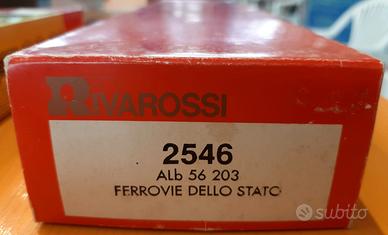 RIVAROSSI
2546
ALb 56 203
FERROVIE DELLO STATO
subito